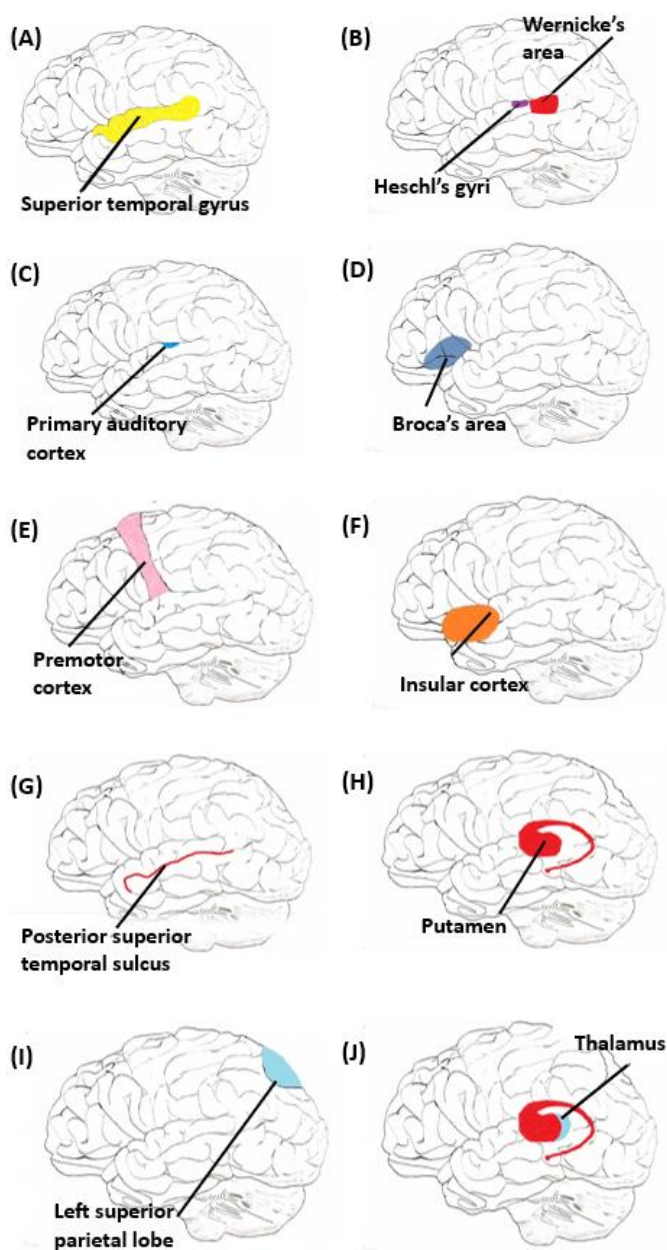 (A)
Superior temporal gyrus
(B)
Wernicke's
area
Heschl's gyri
(C)
Primary auditory
cortex
(D)
Broca's area
(E)
Premotor
cortex
(F)
Insular cortex
(G)
Posterior superior
temporal sulcus
(H)
Putamen
(I)
Left superior
parietal lobe
(J)
Thalamus